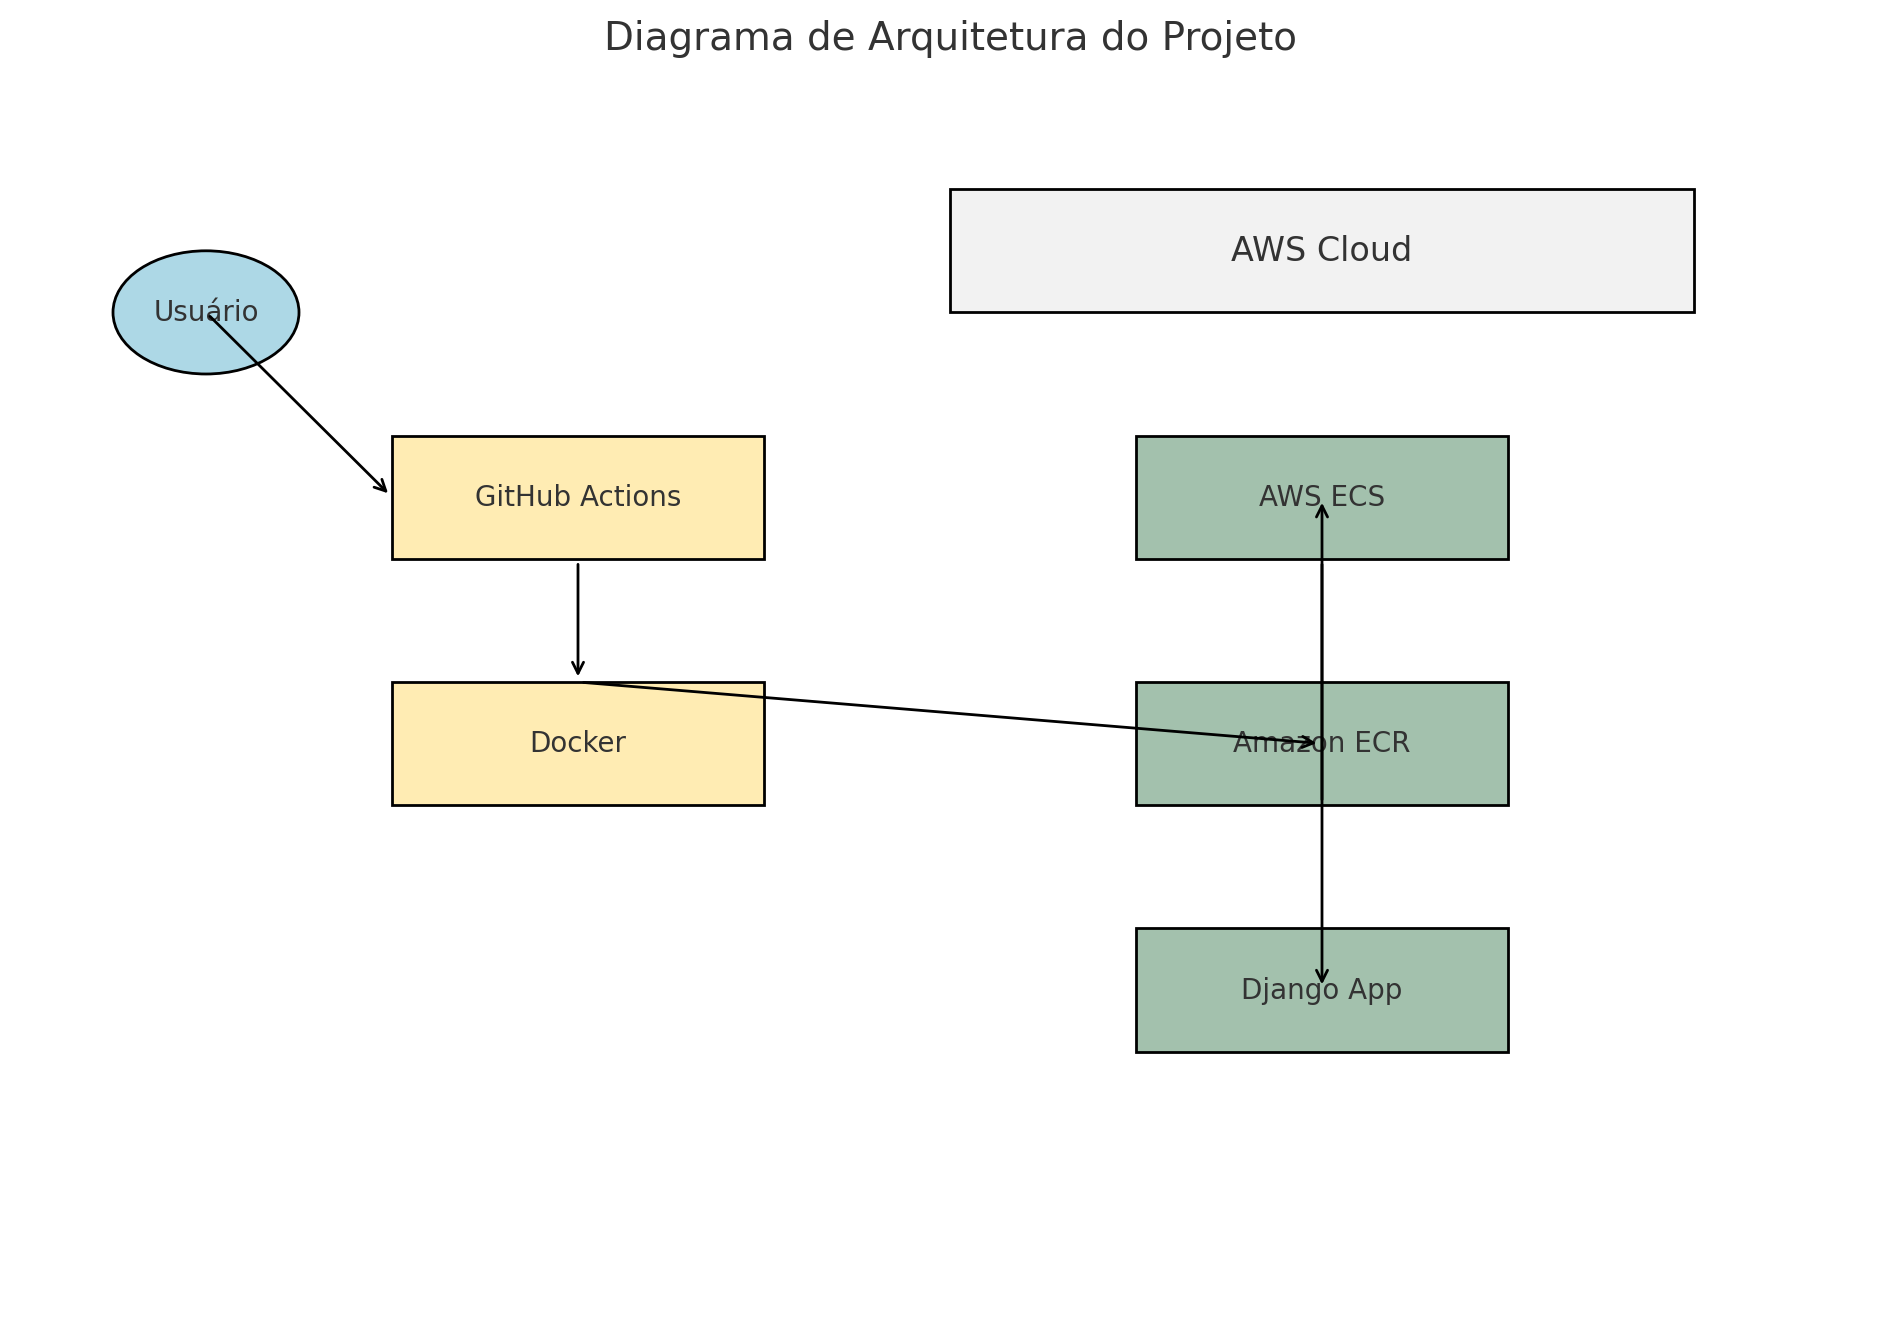 Diagrama de Arquitetura do Projeto
AWS Cloud
Usuário
GitHub Actions
AWS ECS
Docker
Amazon ECR
Django App